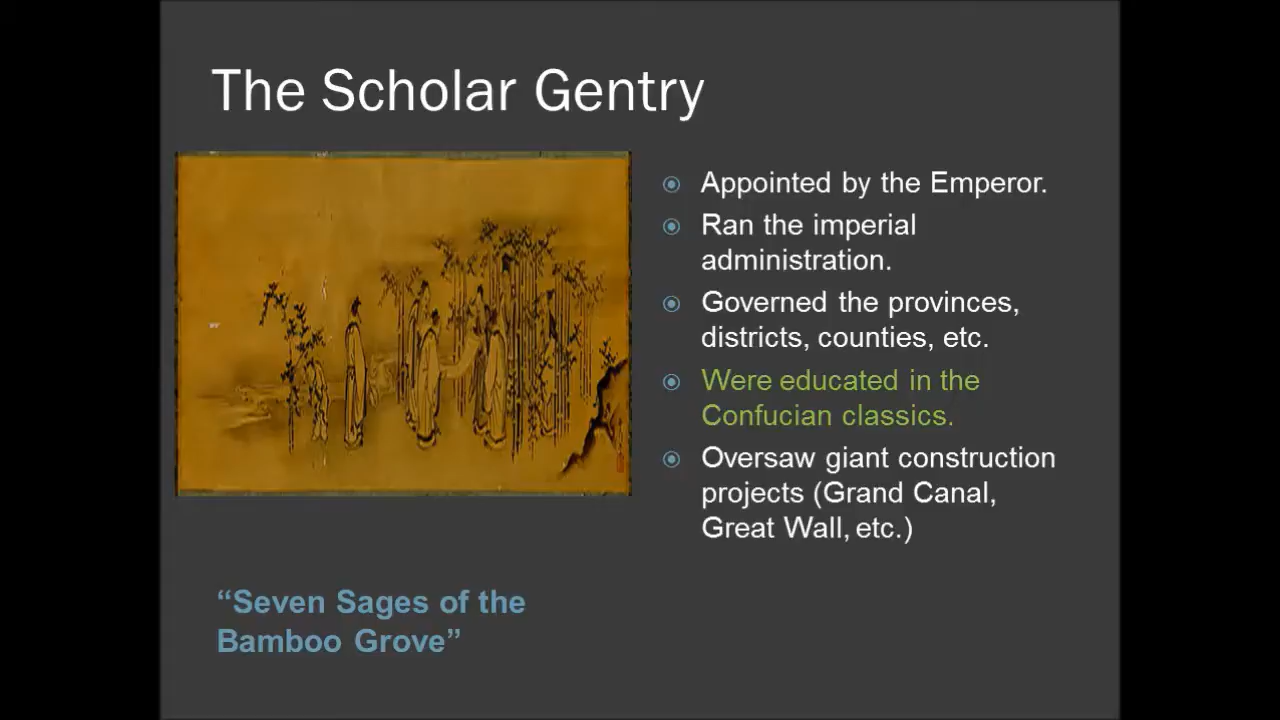 The Scholar Gentry
Appointed by the Emperor.
Ran the imperial
administration.
Governed the provinces,
districts, counties, etc.
Were educated in the
Confucian classics.
Oversaw giant construction
projects (Grand Canal,
Great Wall, etc.)
“Seven Sages of the
Bamboo Grove”